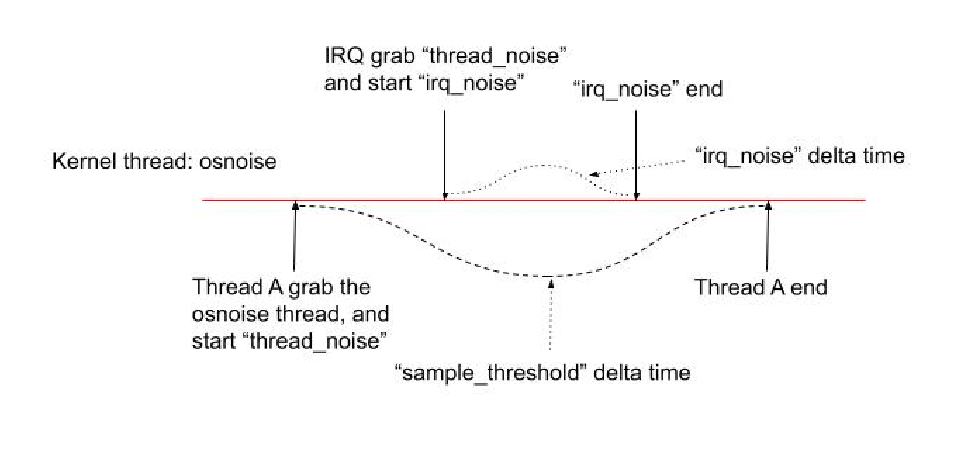 IRQ grab “thread_noise”
and start “irq_noise”
“irq_noise” end
Kernel thread: osnoise
“irq_noise” delta time
Thread A grab the
osnoise thread, and
start “thread_noise”
Thread A end
“sample_threshold” delta time